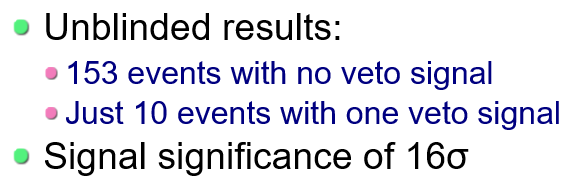 Unblinded results:
153 events with no veto signal
Just 10 events with one veto signal
Signal significance of 16σ